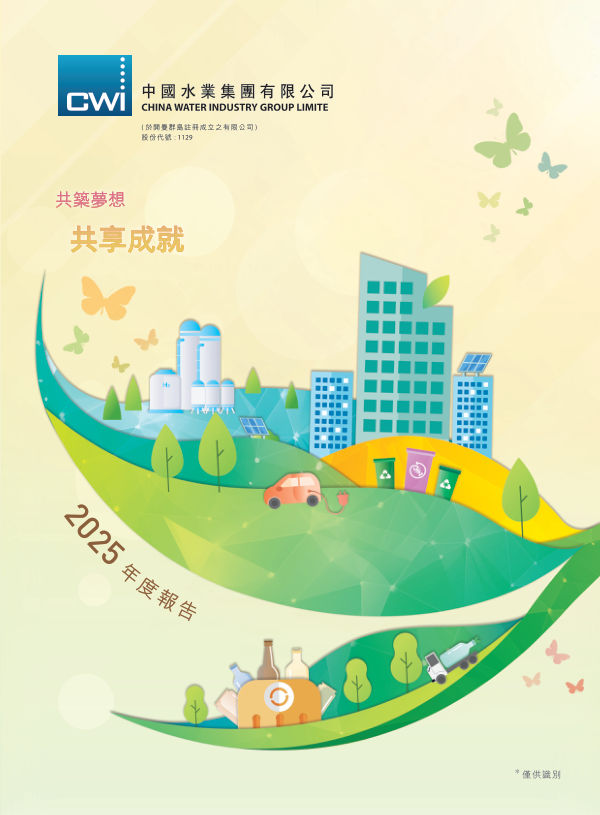 CWi
中國水業集團有限公司
CHINA WATER INDUSTRY GROUP LIMITE
(於開曼群島註冊成立之有限公司)
股份代號 : 1129
共築夢想
共享成就
H₂
2025 年度報告
*僅供識別